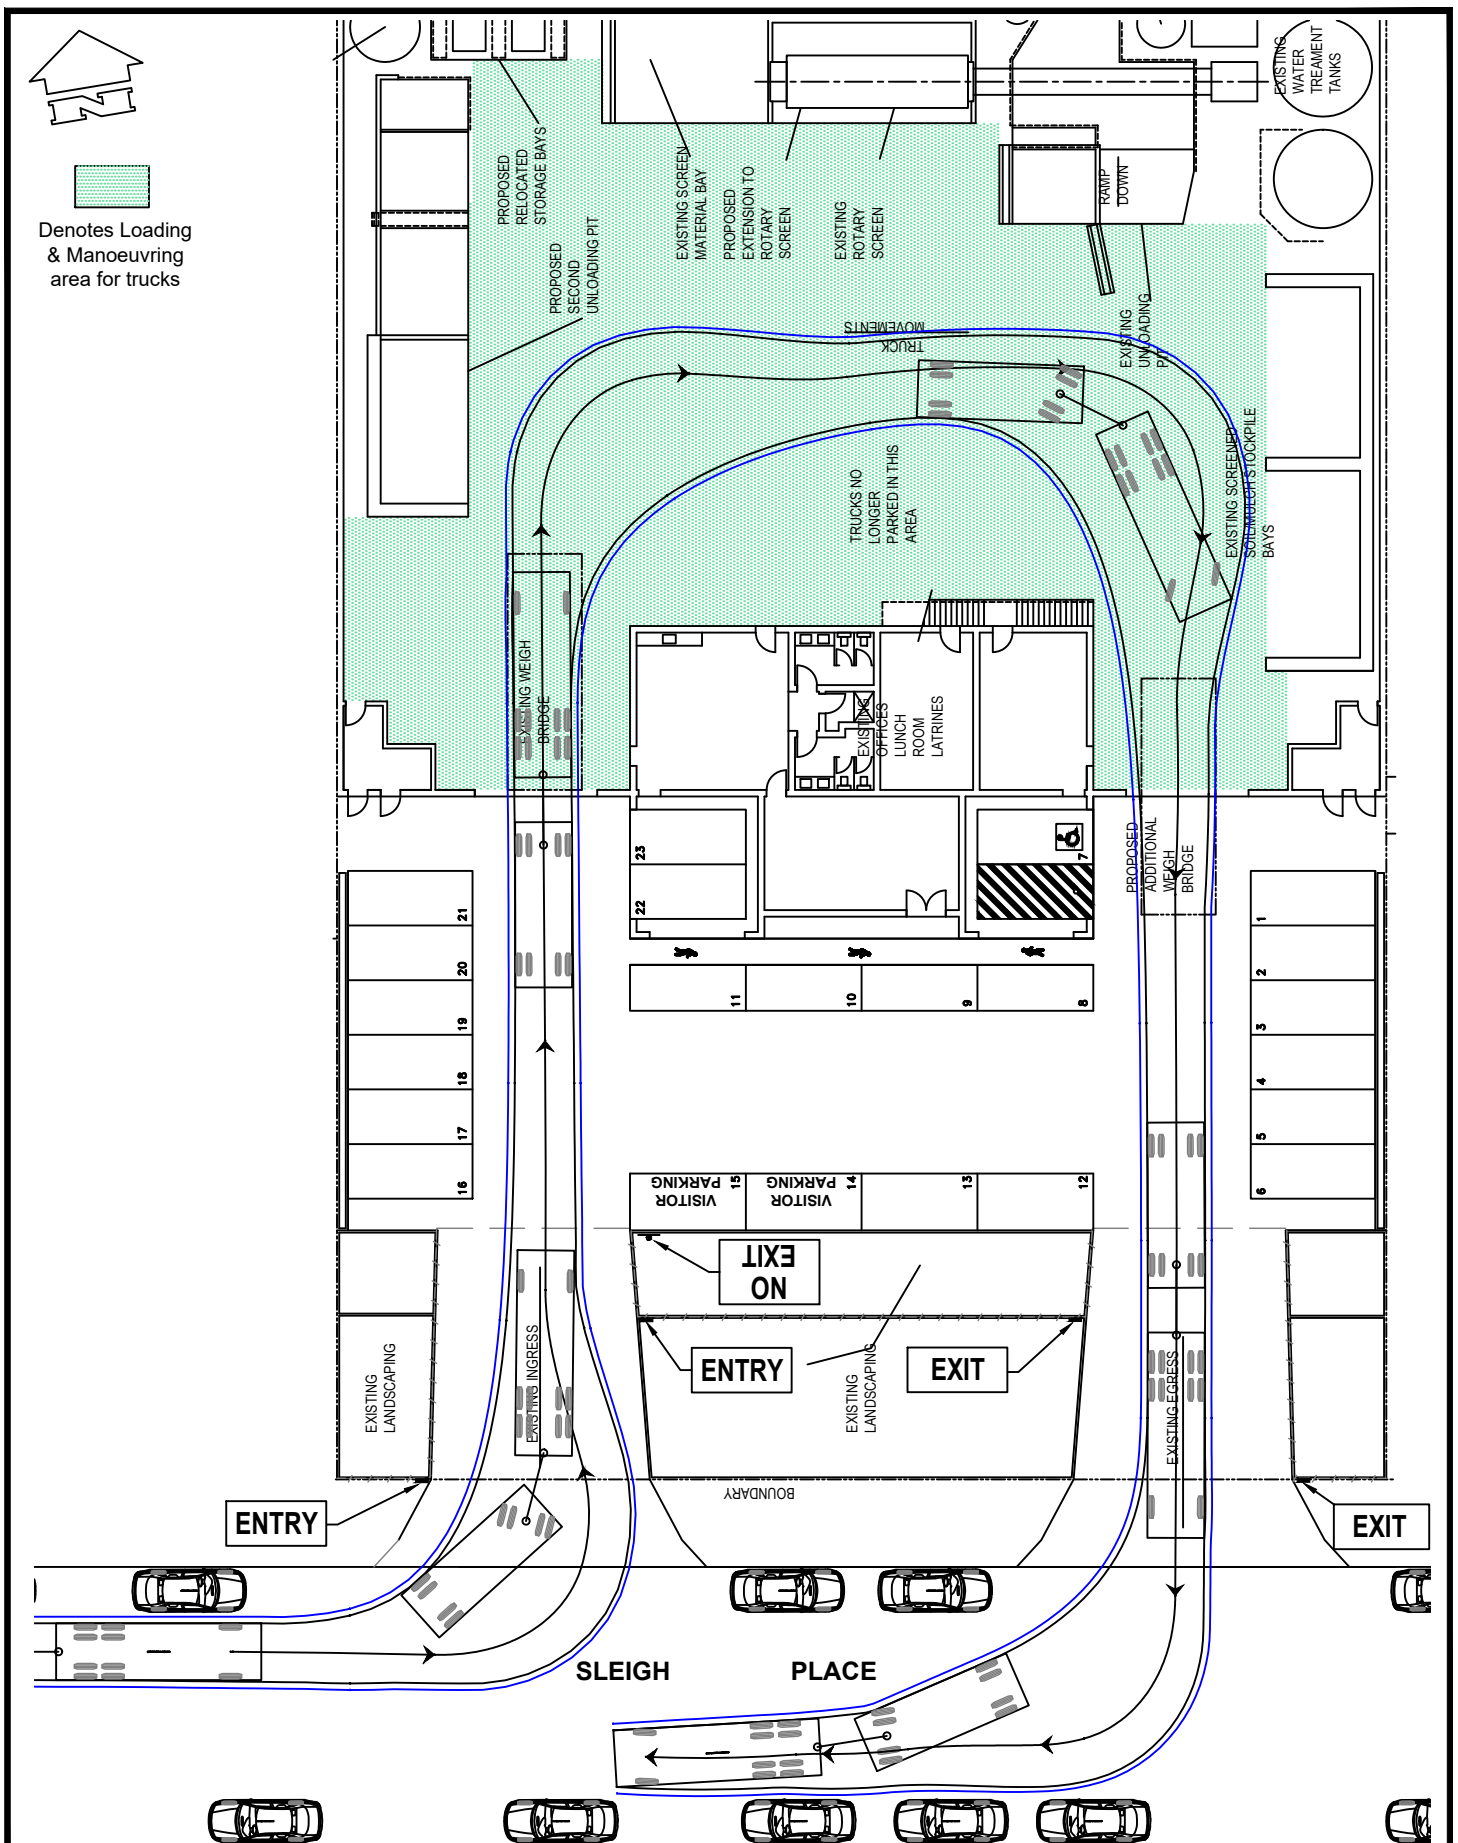 N
Denotes Loading
& Manoeuvring
area for trucks
PROPOSED
RELOCATED
STORAGE BAYS
PROPOSED
SECOND
UNLOADING PIT
EXISTING SCREEN
MATERIAL BAY
PROPOSED
EXTENSION TO
ROTARY
SCREEN
EXISTING
ROTARY
SCREEN
EXISTING
WATER
TREAMENT
TANKS
RAMP
DOWN
EXISTING
UNLOADING
PIT
TRUCK
MOVEMENTS
TRUCKS NO
LONGER
PARKED IN THIS
AREA
EXISTING SCREENED
SOIL/MULCH STOCKPILE
BAYS
EXISTING WEIGH
BRIDGE
EXISTING
OFFICES
LUNCH
ROOM
LATRINES
PROPOSED
ADDITIONAL
WEIGH
BRIDGE
23
22
7
21
20
19
18
17
16
11
10
9
8
1
2
3
4
5
6
VISITOR
PARKING
15
VISITOR
PARKING
14
13
12
NO
EXIT
ENTRY
EXIT
EXISTING INGRESS
EXISTING
LANDSCAPING
EXISTING
LANDSCAPING
EXISTING EGRESS
BOUNDARY
ENTRY
EXIT
SLEIGH PLACE